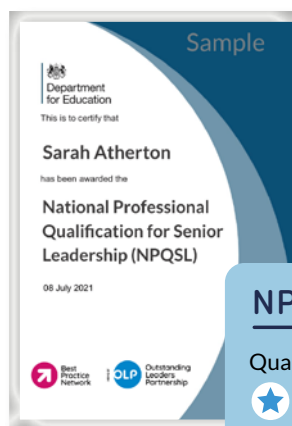 Sample
Department
for Education
This is to certify that
Sarah Atherton
has been awarded the
National Professional
Qualification for Senior
Leadership (NPQSL)
08 July 2021
Best
Practice
Network
OLP
Outstanding
Leaders
Partnership
NP
Qua